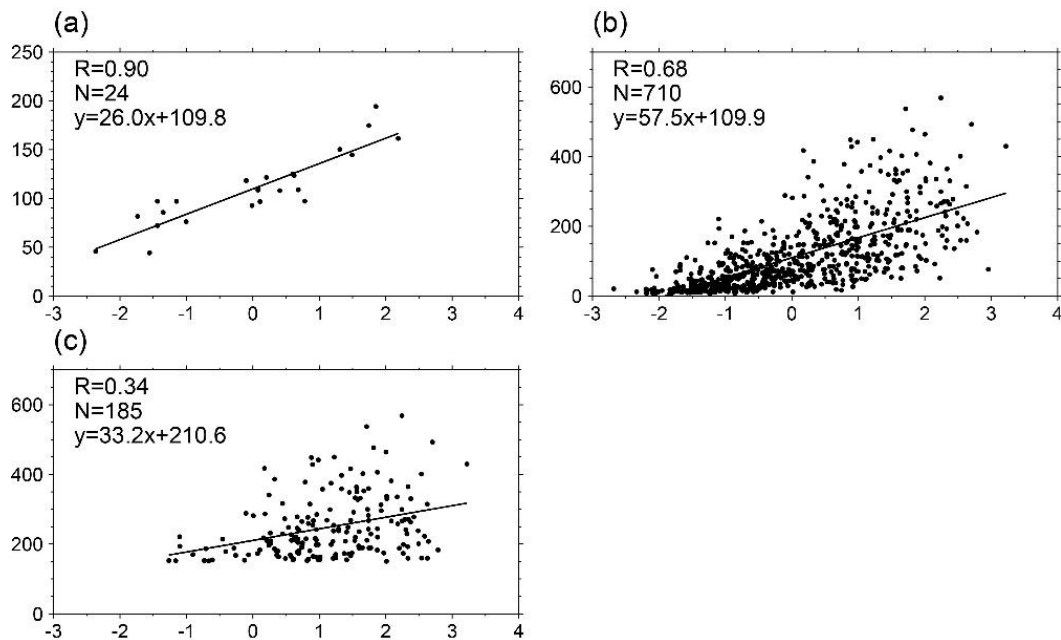 (a)
250
200
150
100
50
0
R=0.90
N=24
y=26.0x+109.8
-3 -2 -1 0 1 2 3 4
(b)
600
400
200
0
R=0.68
N=710
y=57.5x+109.9
-3 -2 -1 0 1 2 3 4
(c)
600
400
200
0
R=0.34
N=185
y=33.2x+210.6
-3 -2 -1 0 1 2 3 4